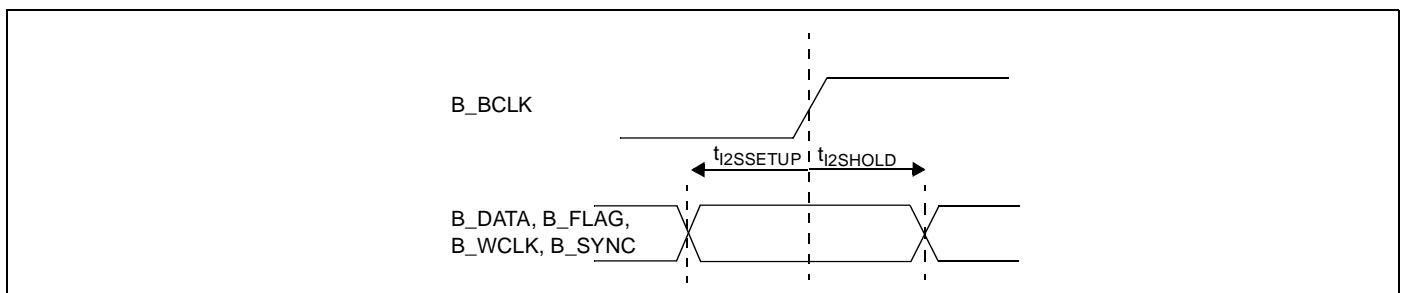 B_BCLK
tI2SSETUP tI2SHOLD
B_DATA, B_FLAG,
B_WCLK, B_SYNC